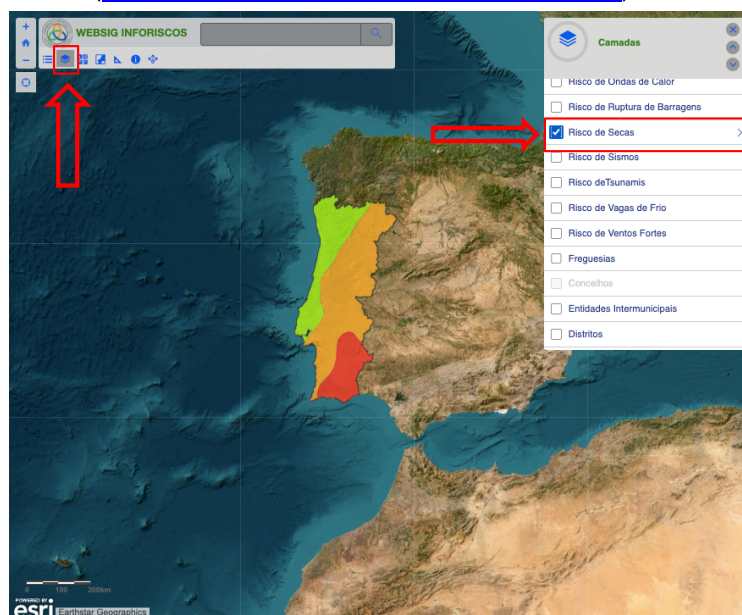 WEBSIG INFORISCOS
Camadas
Risco de Ondas de Calor
Risco de Ruptura de Barragens
Risco de Secas
Risco de Sismos
Risco deTsunamis
Risco de Vagas de Frio
Risco de Ventos Fortes
Freguesias
Concelhos
Entidades Intermunicipais
Distritos
0 100 200km
POWERED BY
esri Earthstar Geographics